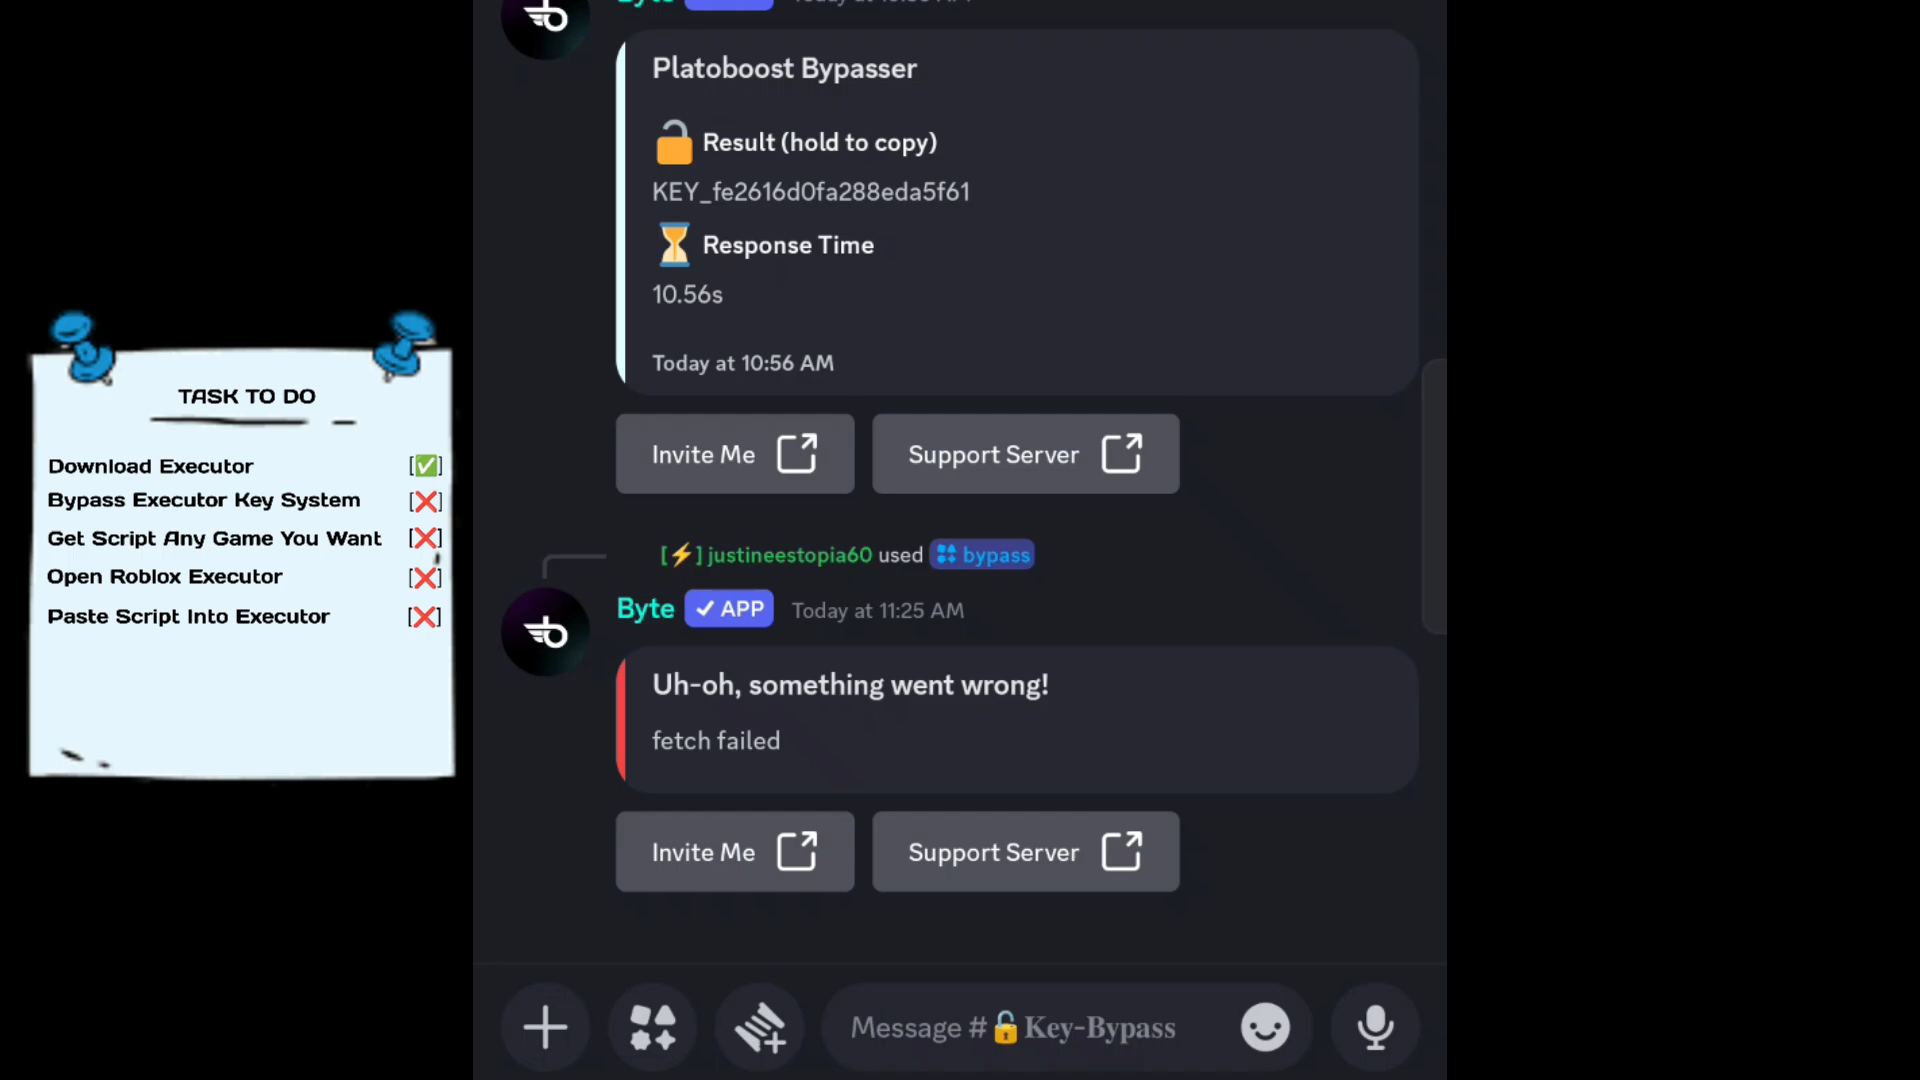 Platoboost Bypasser
Result (hold to copy)
KEY_fe2616d0fa288eda5f61
Response Time
10.56s
Today at 10:56 AM
Invite Me
Support Server
TASK TO DO
Download Executor [✅]
Bypass Executor Key System [❌]
Get Script Any Game You Want [❌]
Open Roblox Executor [❌]
Paste Script Into Executor [❌]
[⚡] justineestopia60 used bypass
Byte ✓ APP Today at 11:25 AM
Uh-oh, something went wrong!
fetch failed
Invite Me
Support Server
Message #🔓Key-Bypass